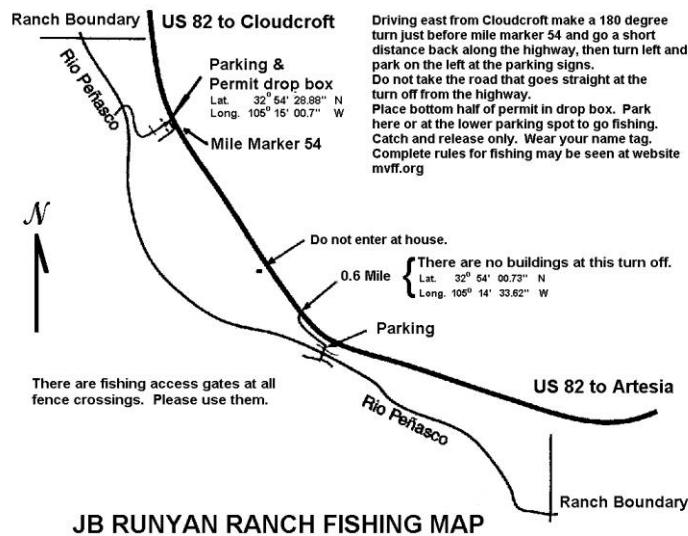 Ranch Boundary
US 82 to Cloudcroft
Driving east from Cloudcroft make a 180 degree
turn just before mile marker 54 and go a short
distance back along the highway, then turn left and
park on the left at the parking signs.
Do not take the road that goes straight at the
turn off from the highway.
Place bottom half of permit in drop box.  Park
here or at the lower parking spot to go fishing.
Catch and release only.  Wear your name tag.
Complete rules for fishing may be seen at website
mvff.org
Rio Peñasco
Parking &
Permit drop box
Lat.    32° 54' 28.88"  N
Long.  105° 15' 00.7"   W
Mile Marker 54
N
Do not enter at house.
0.6 Mile
There are no buildings at this turn off.
Lat.    32° 54' 00.73"  N
Long.  105° 14' 33.62"  W
Parking
There are fishing access gates at all
fence crossings.  Please use them.
US 82 to Artesia
Rio Peñasco
Ranch Boundary
JB RUNYAN RANCH FISHING MAP